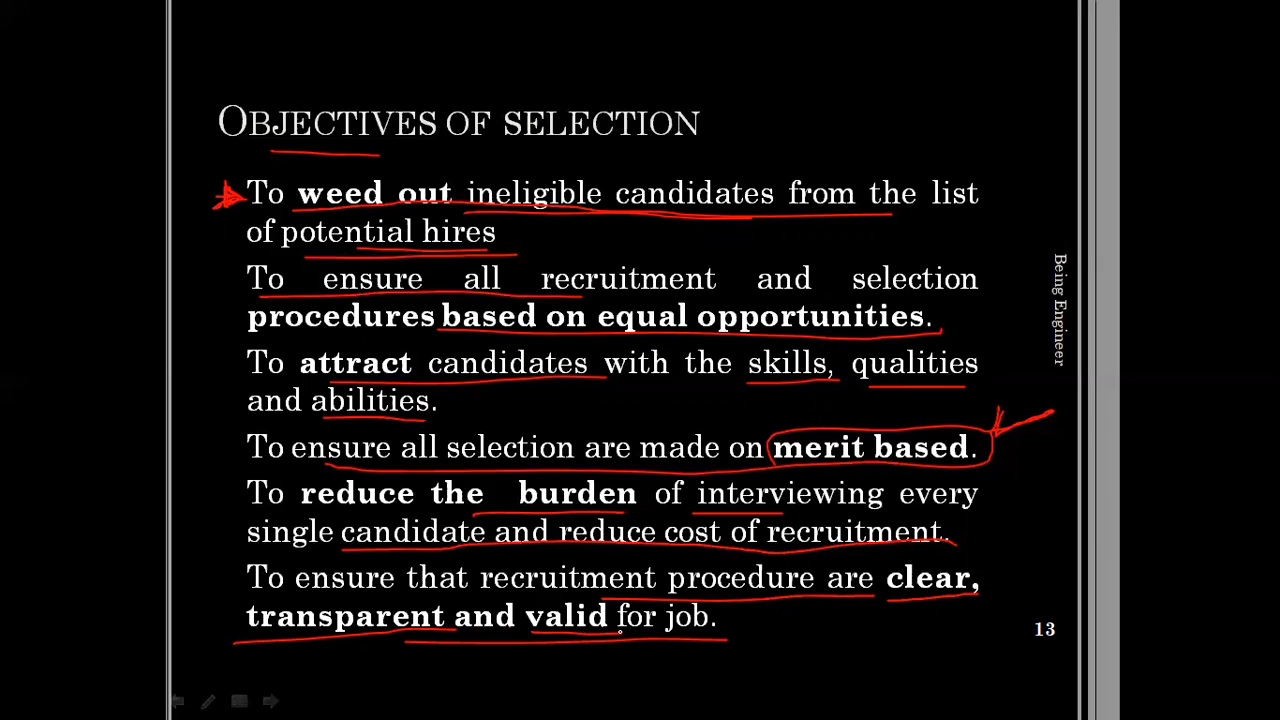 OBJECTIVES OF SELECTION
To weed out ineligible candidates from the list
of potential hires
To ensure all recruitment and selection
procedures based on equal opportunities.
To attract candidates with the skills, qualities
and abilities.
To ensure all selection are made on merit based.
To reduce the burden of interviewing every
single candidate and reduce cost of recruitment.
To ensure that recruitment procedure are clear,
transparent and valid for job.
Being Engineer
13